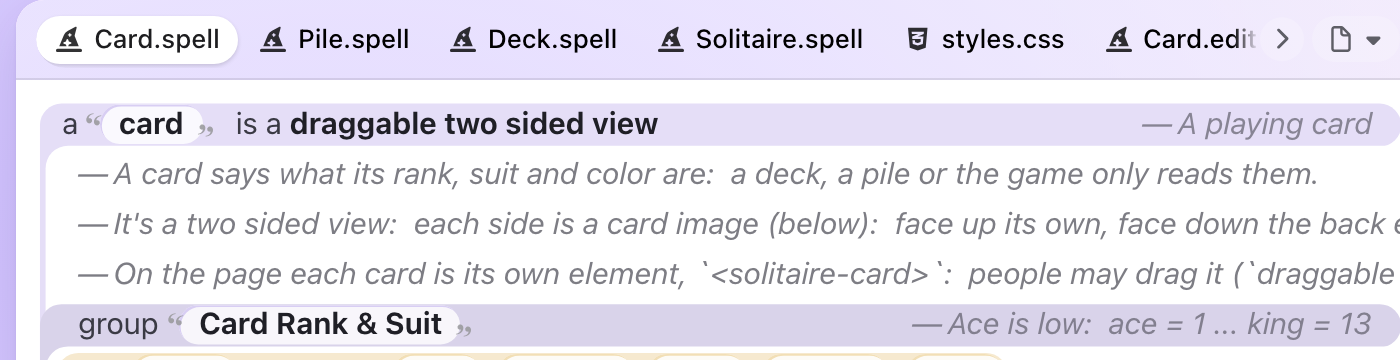 Card.spell Pile.spell Deck.spell Solitaire.spell styles.css Card.edit
a “ card ” is a draggable two sided view — A playing card
— A card says what its rank, suit and color are: a deck, a pile or the game only reads them.
— It's a two sided view: each side is a card image (below): face up its own, face down the back
— On the page each card is its own element, `<solitaire-card>`: people may drag it (`draggable
group “ Card Rank & Suit ” — Ace is low: ace = 1 ... king = 13